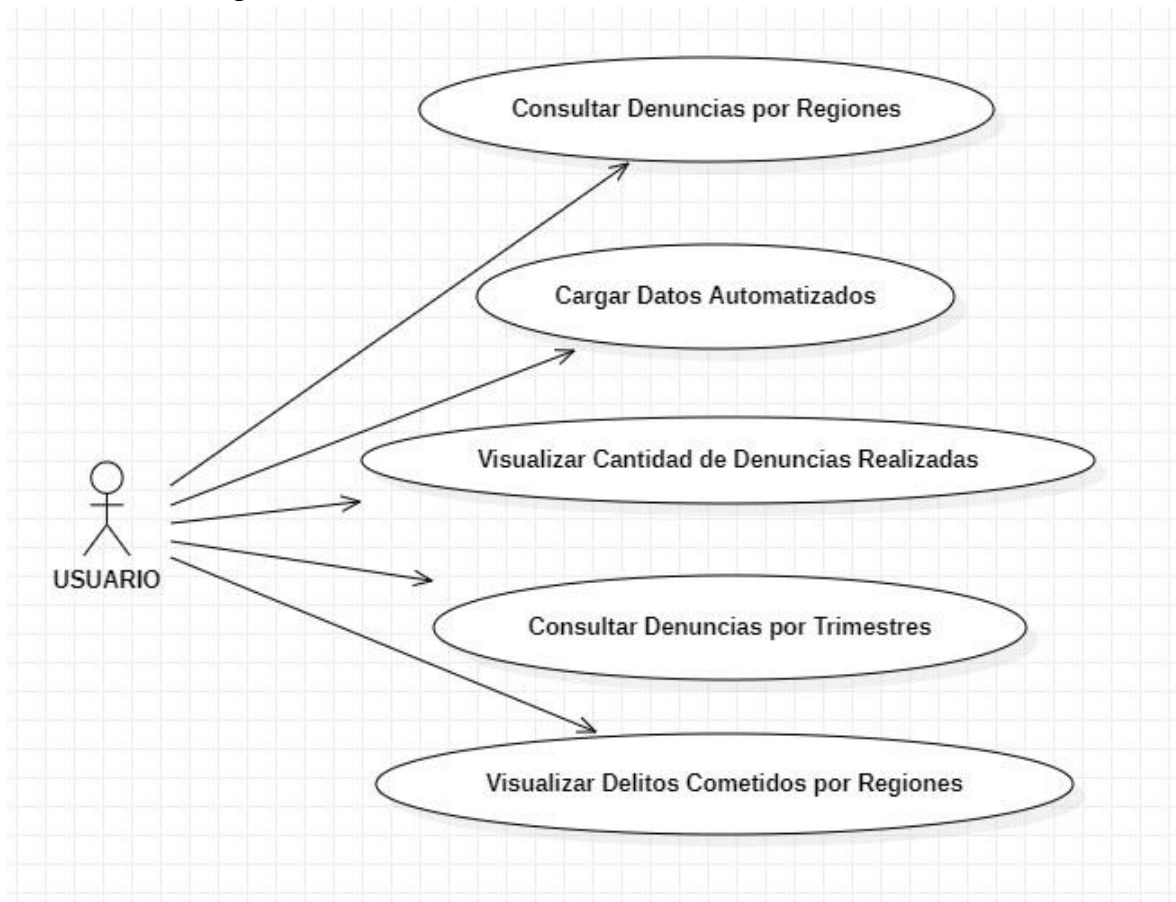 Consultar Denuncias por Regiones
Cargar Datos Automatizados
Visualizar Cantidad de Denuncias Realizadas
USUARIO
Consultar Denuncias por Trimestres
Visualizar Delitos Cometidos por Regiones